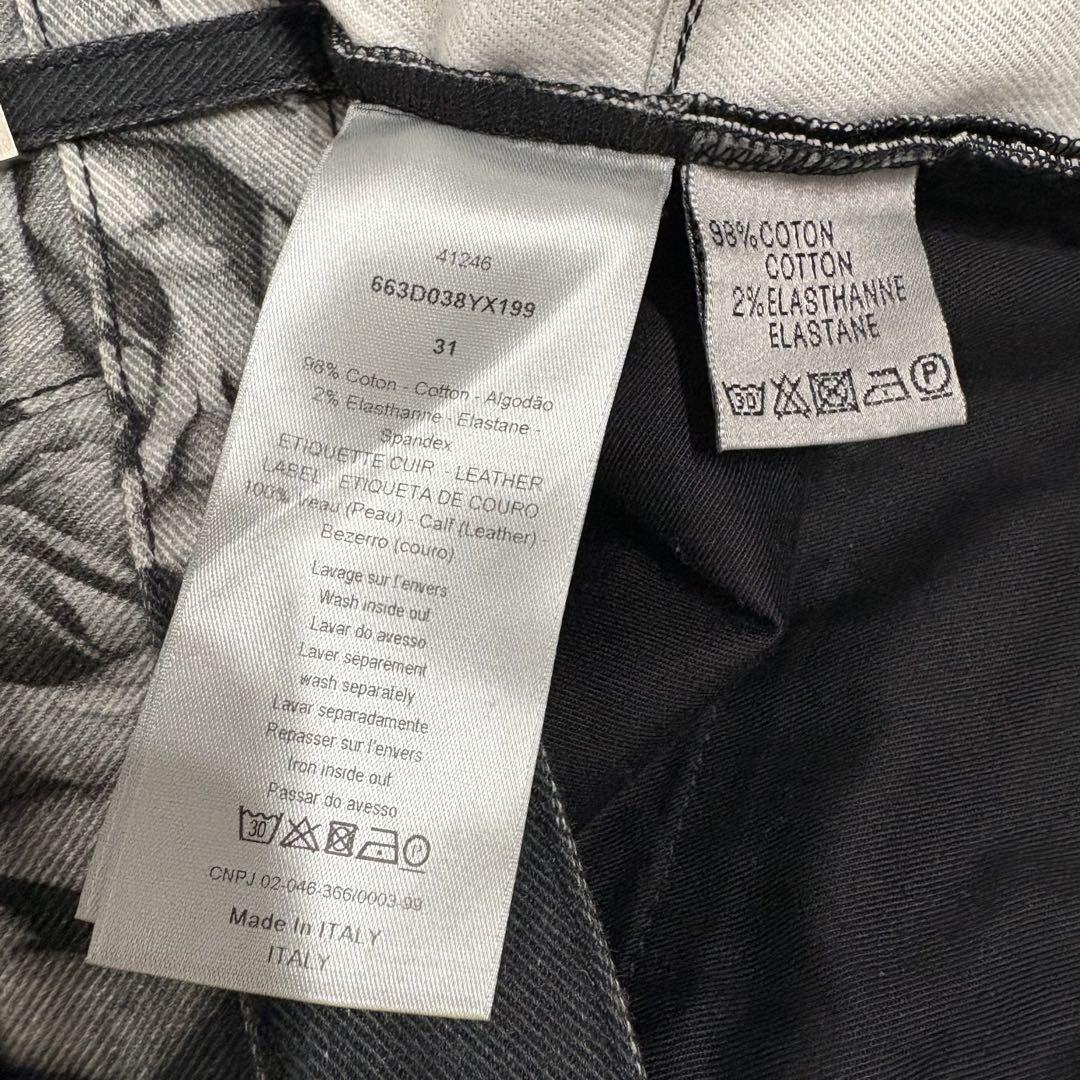 41246
663D038YX199
31
98% Coton - Cotton - Algodão
2% Elasthanne - Elastane -
Spandex
ETIQUETTE CUIR - LEATHER
LABEL - ETIQUETA DE COURO
100% Veau (Peau) - Calf (Leather) -
Bezerro (couro)
Lavage sur l'envers
Wash inside out
Lavar do avesso
Laver séparément
wash separately
Lavar separadamente
Repasser sur l'envers
Iron inside out
Passar do avesso
30
CNPJ 02-046-366/0003-99
Made In ITALY
ITALY
98% COTON
COTTON
2% ELASTHANNE
ELASTANE
30 P